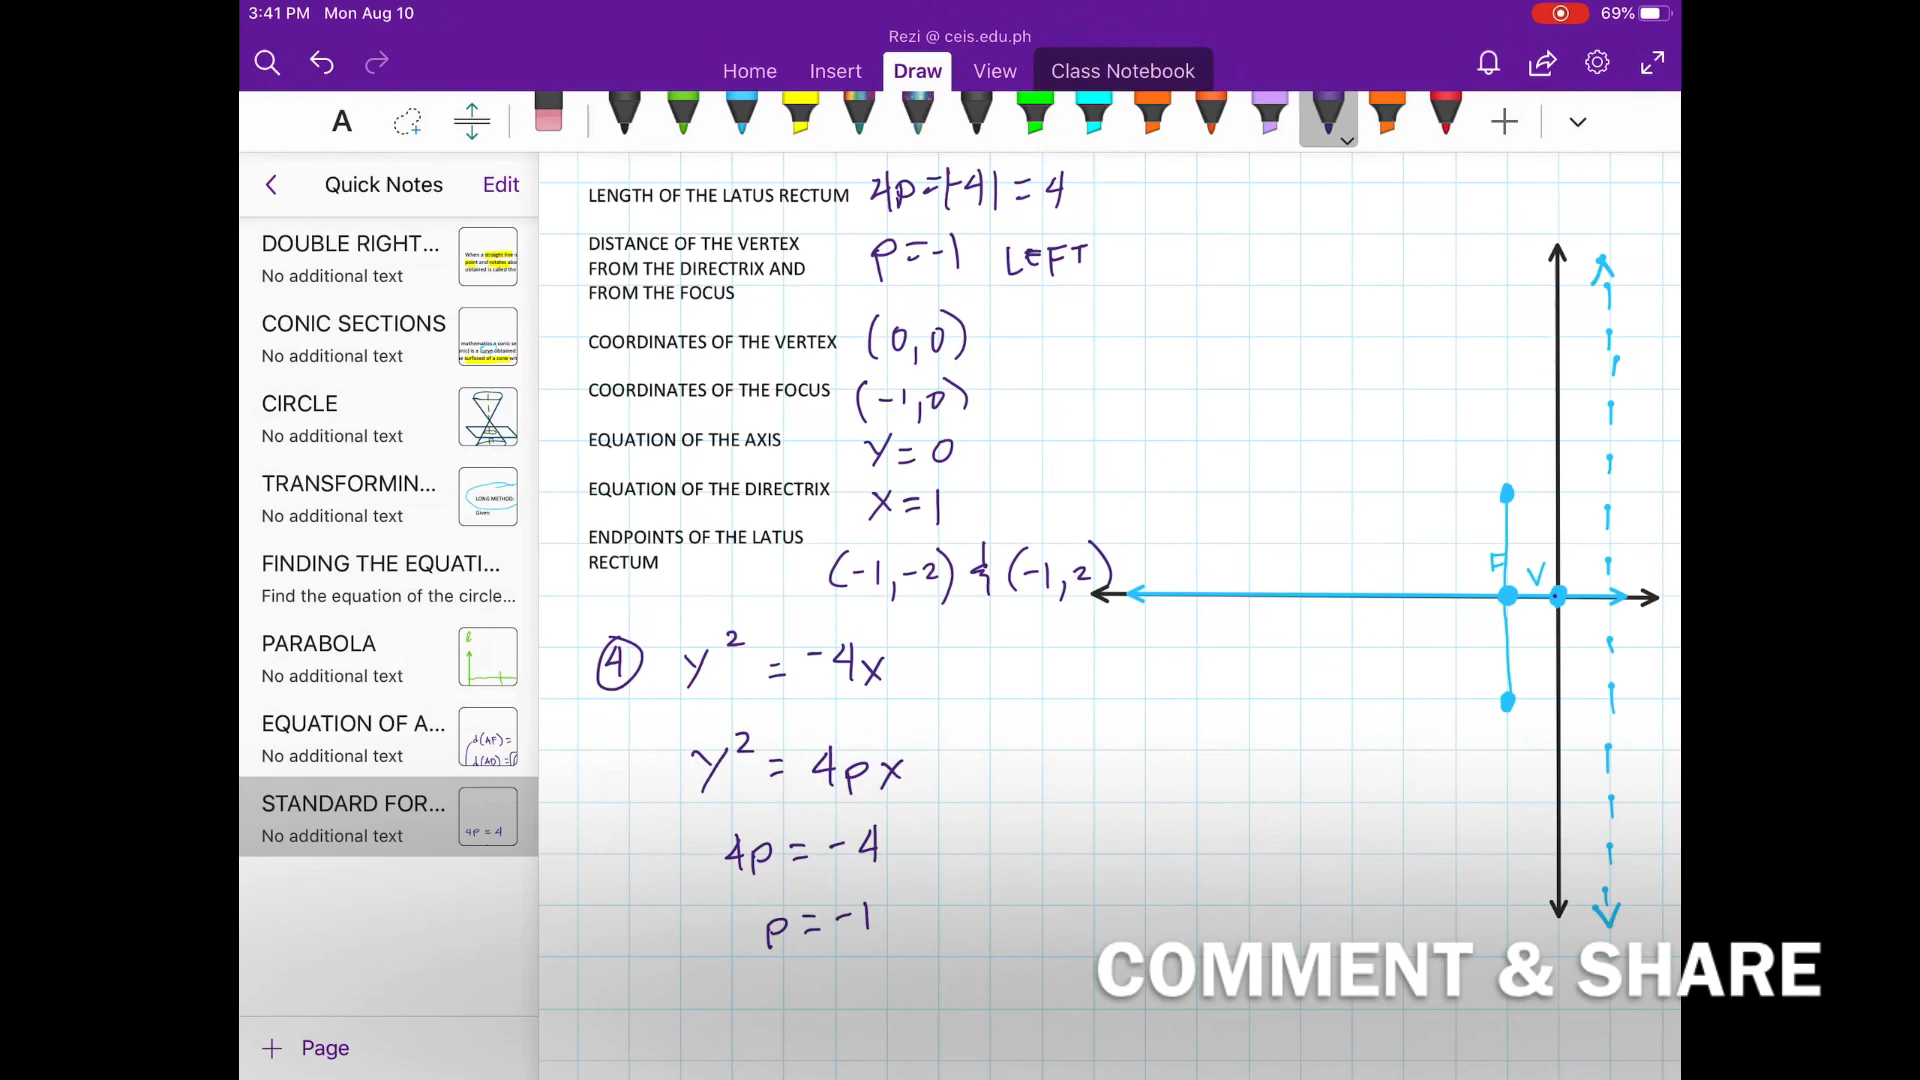 3:41 PM Mon Aug 10
69%
Rezi @ ceis.edu.ph
Home Insert Draw View Class Notebook
A
Quick Notes Edit
DOUBLE RIGHT...
No additional text
CONIC SECTIONS
No additional text
CIRCLE
No additional text
TRANSFORMIN...
No additional text
FINDING THE EQUATI...
Find the equation of the circle...
PARABOLA
No additional text
EQUATION OF A...
No additional text
STANDARD FOR...
No additional text
4p = 4
+ Page
LENGTH OF THE LATUS RECTUM 4p = |-4| = 4
DISTANCE OF THE VERTEX
FROM THE DIRECTRIX AND
FROM THE FOCUS
p = -1 LEFT
COORDINATES OF THE VERTEX (0,0)
COORDINATES OF THE FOCUS (-1,0)
EQUATION OF THE AXIS y = 0
EQUATION OF THE DIRECTRIX x = 1
ENDPOINTS OF THE LATUS
RECTUM
(-1,-2) & (-1,2)
F V
④ y² = -4x
y² = 4px
4p = -4
p = -1
COMMENT & SHARE